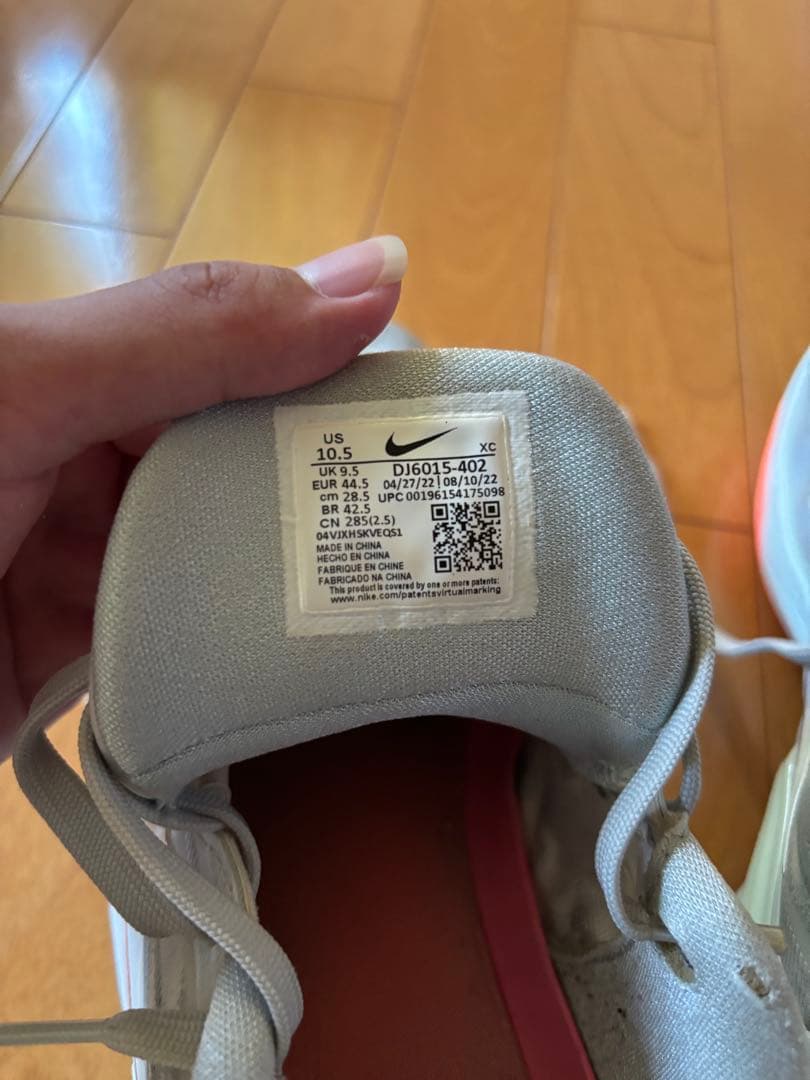 US
10.5
XC
UK 9.5 DJ6015-402
EUR 44.5 04/27/22 | 08/10/22
cm 28.5 UPC 00196154175098
BR 42.5
CN 285(2.5)
04VJXHSKVEQS1
MADE IN CHINA
HECHO EN CHINA
FABRIQUE EN CHINE
FABRICADO NA CHINA
This product is covered by one or more patents:
www.nike.com/patentsvirtualmarking